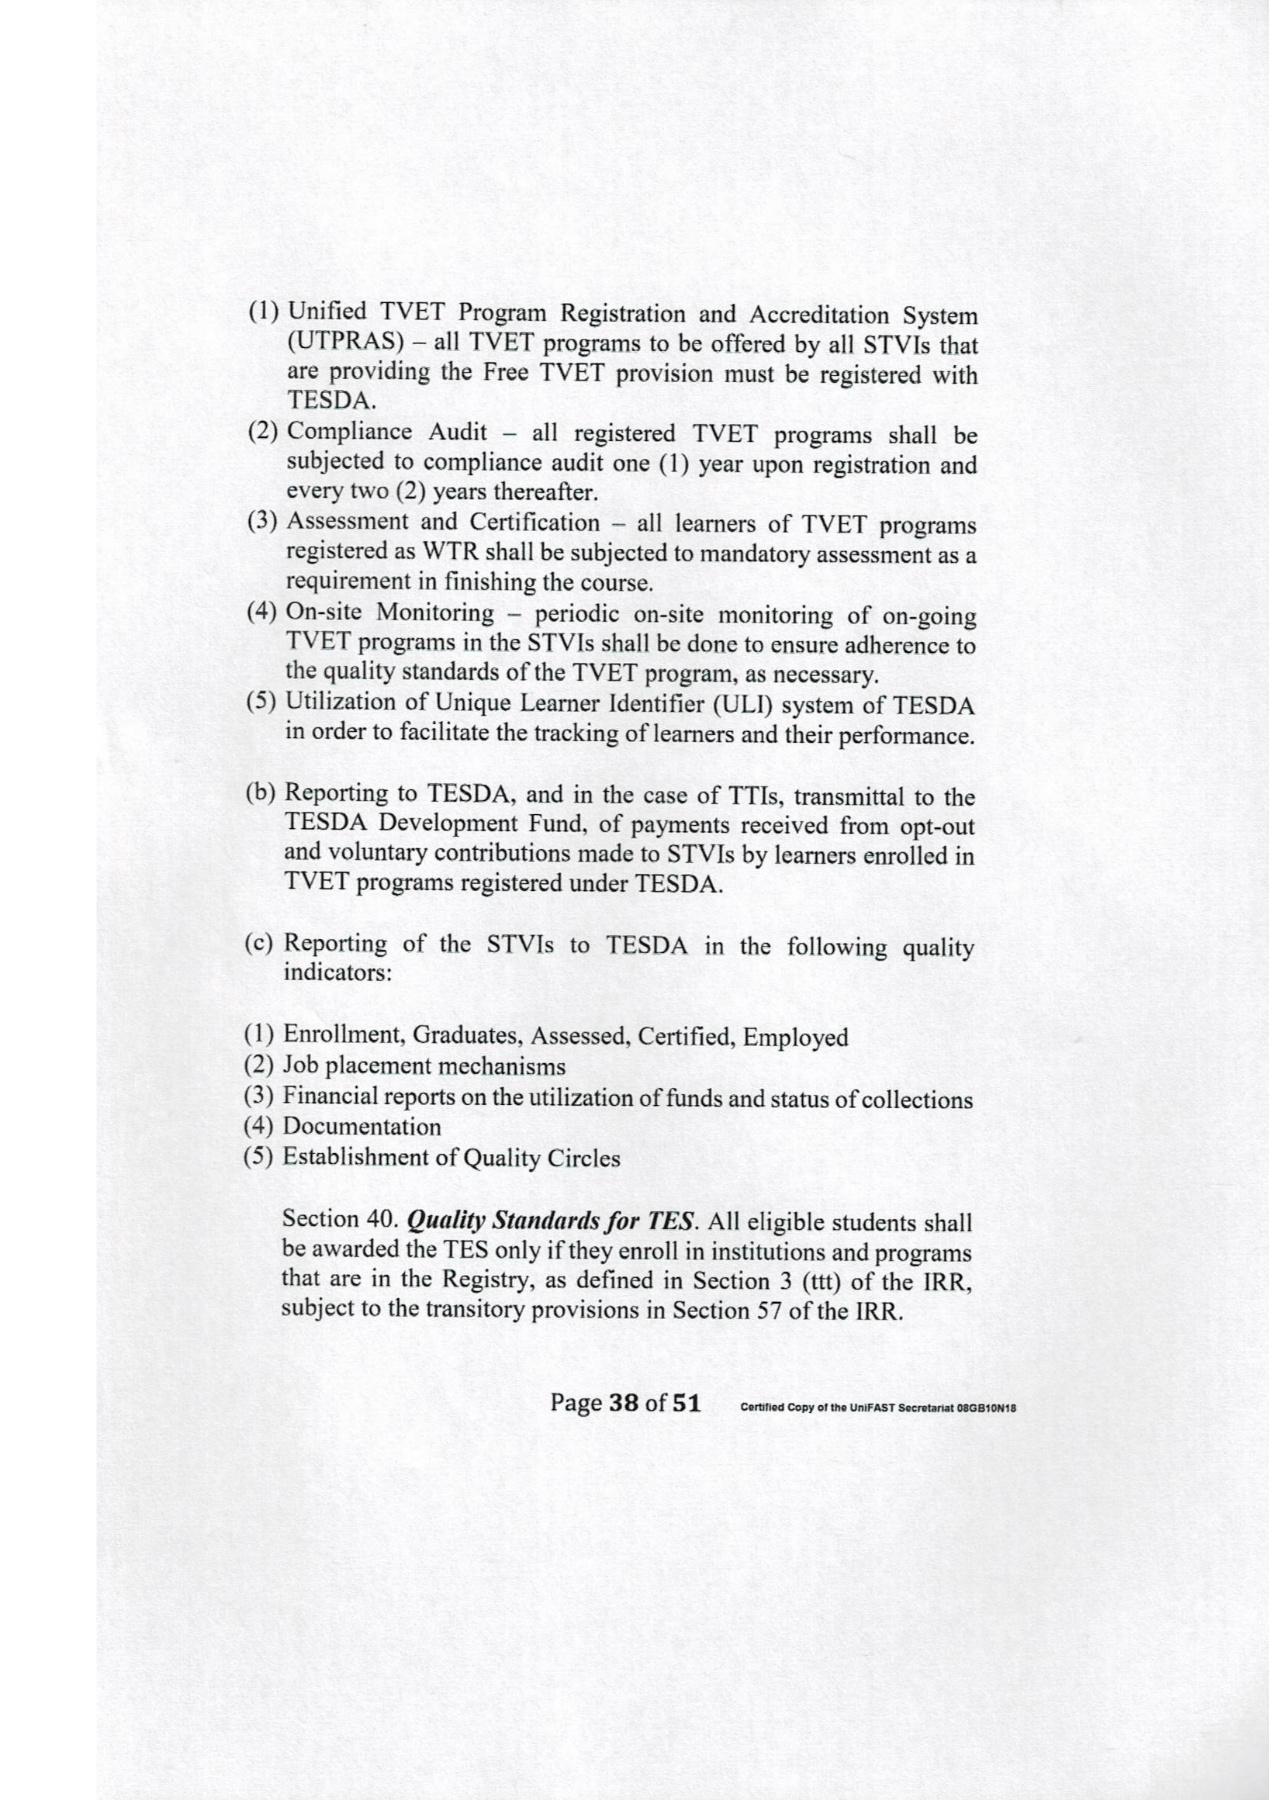 (1) Unified TVET Program Registration and Accreditation System
(UTPRAS) – all TVET programs to be offered by all STVIs that
are providing the Free TVET provision must be registered with
TESDA.
(2) Compliance Audit – all registered TVET programs shall be
subjected to compliance audit one (1) year upon registration and
every two (2) years thereafter.
(3) Assessment and Certification – all learners of TVET programs
registered as WTR shall be subjected to mandatory assessment as a
requirement in finishing the course.
(4) On-site Monitoring – periodic on-site monitoring of on-going
TVET programs in the STVIs shall be done to ensure adherence to
the quality standards of the TVET program, as necessary.
(5) Utilization of Unique Learner Identifier (ULI) system of TESDA
in order to facilitate the tracking of learners and their performance.
(b) Reporting to TESDA, and in the case of TTIs, transmittal to the
TESDA Development Fund, of payments received from opt-out
and voluntary contributions made to STVIs by learners enrolled in
TVET programs registered under TESDA.
(c) Reporting of the STVIs to TESDA in the following quality
indicators:
(1) Enrollment, Graduates, Assessed, Certified, Employed
(2) Job placement mechanisms
(3) Financial reports on the utilization of funds and status of collections
(4) Documentation
(5) Establishment of Quality Circles
Section 40. Quality Standards for TES. All eligible students shall
be awarded the TES only if they enroll in institutions and programs
that are in the Registry, as defined in Section 3 (ttt) of the IRR,
subject to the transitory provisions in Section 57 of the IRR.
Page 38 of 51 Certified Copy of the UniFAST Secretariat 08GB10N18